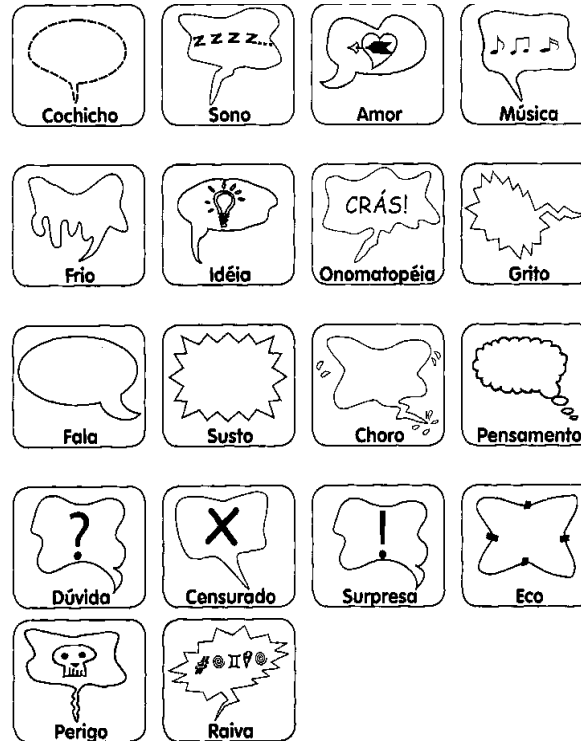 ZZZZ...
Cochicho Sono Amor Música
CRÁS!
Frio Idéia Onomatopéia Grito
Fala Susto Choro Pensamento
? X !
Dúvida Censurado Surpresa Eco
Perigo Raiva